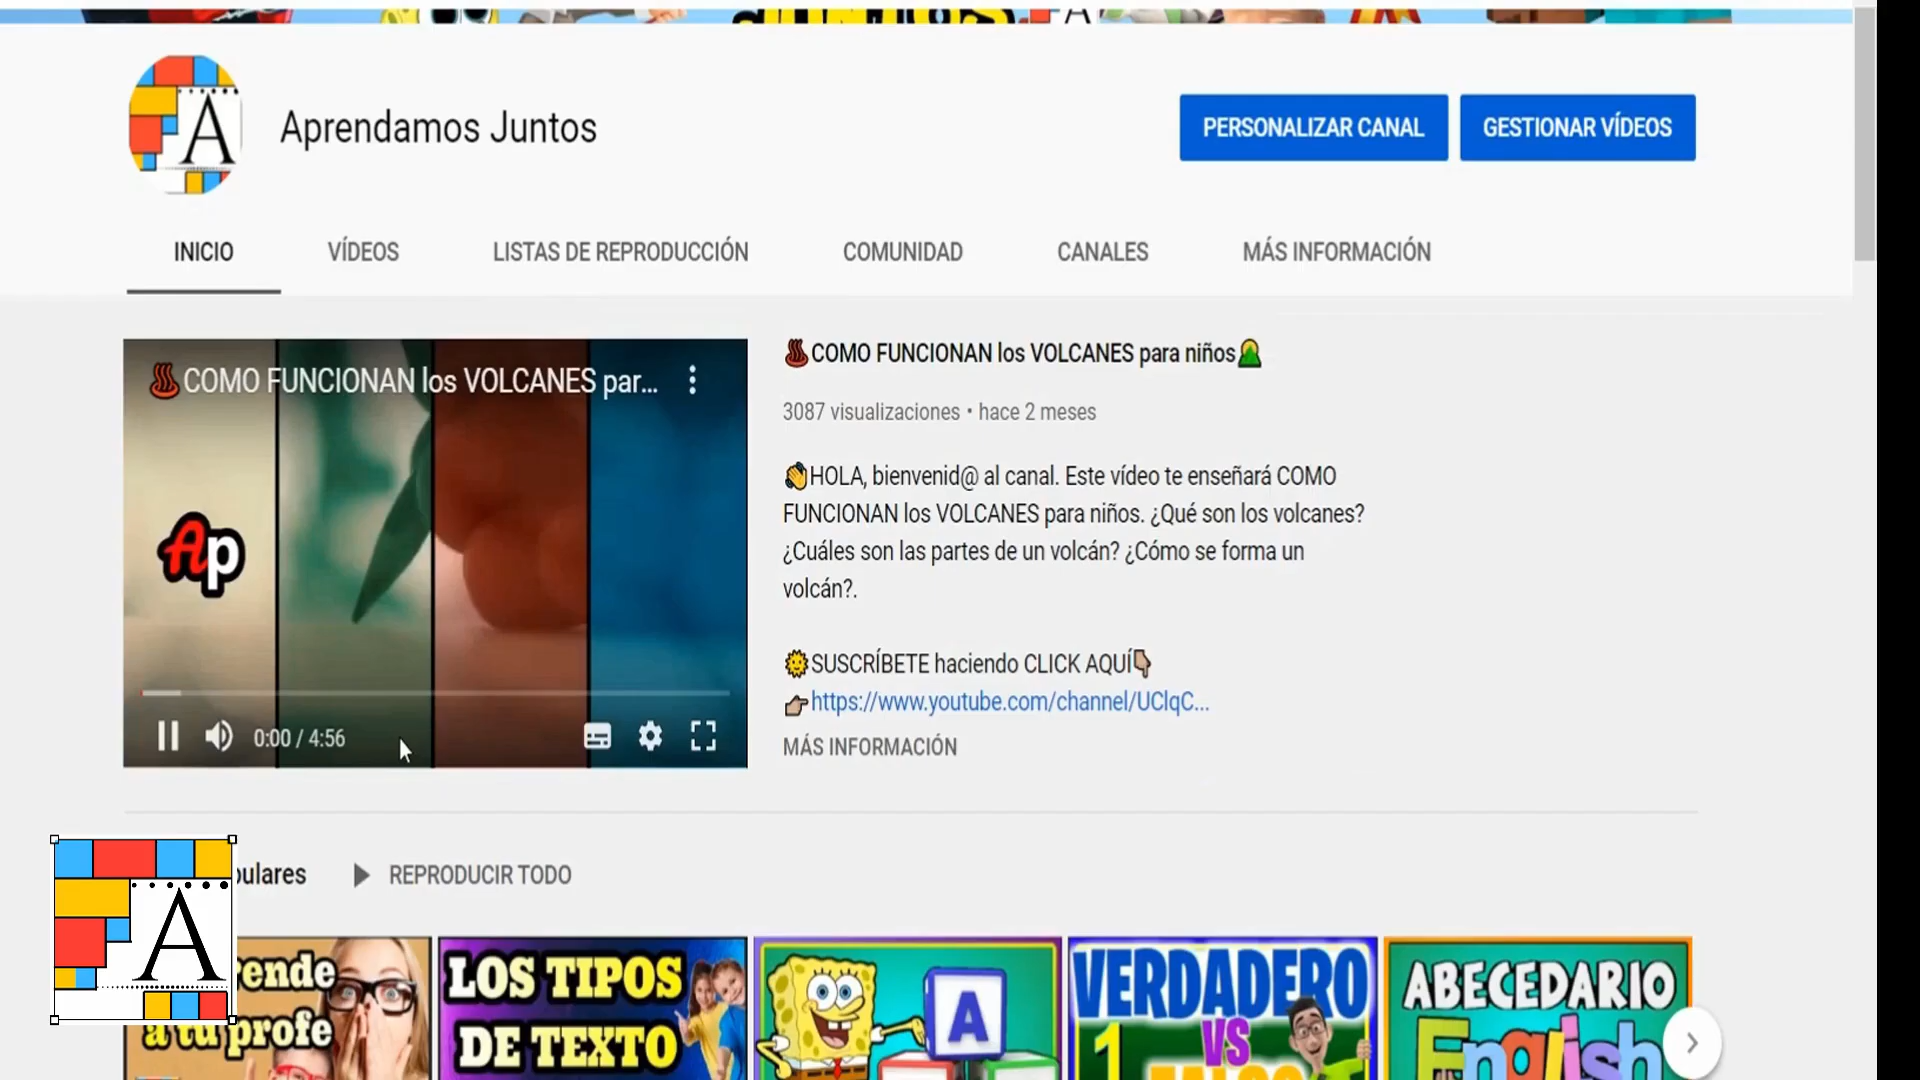 A
A
Aprendamos Juntos
PERSONALIZAR CANAL
GESTIONAR VÍDEOS
INICIO
VÍDEOS
LISTAS DE REPRODUCCIÓN
COMUNIDAD
CANALES
MÁS INFORMACIÓN
COMO FUNCIONAN los VOLCANES par...
Ap
0:00 / 4:56
COMO FUNCIONAN los VOLCANES para niños
3087 visualizaciones • hace 2 meses
HOLA, bienvenid@ al canal. Este vídeo te enseñará COMO
FUNCIONAN los VOLCANES para niños. ¿Qué son los volcanes?
¿Cuáles son las partes de un volcán? ¿Cómo se forma un
volcán?.
SUSCRÍBETE haciendo CLICK AQUÍ
https://www.youtube.com/channel/UClqC...
MÁS INFORMACIÓN
pulares
REPRODUCIR TODO
A
ende
a tu profe
LOS TIPOS
DE TEXTO
A
VERDADERO
VS
1
ABECEDARIO
English